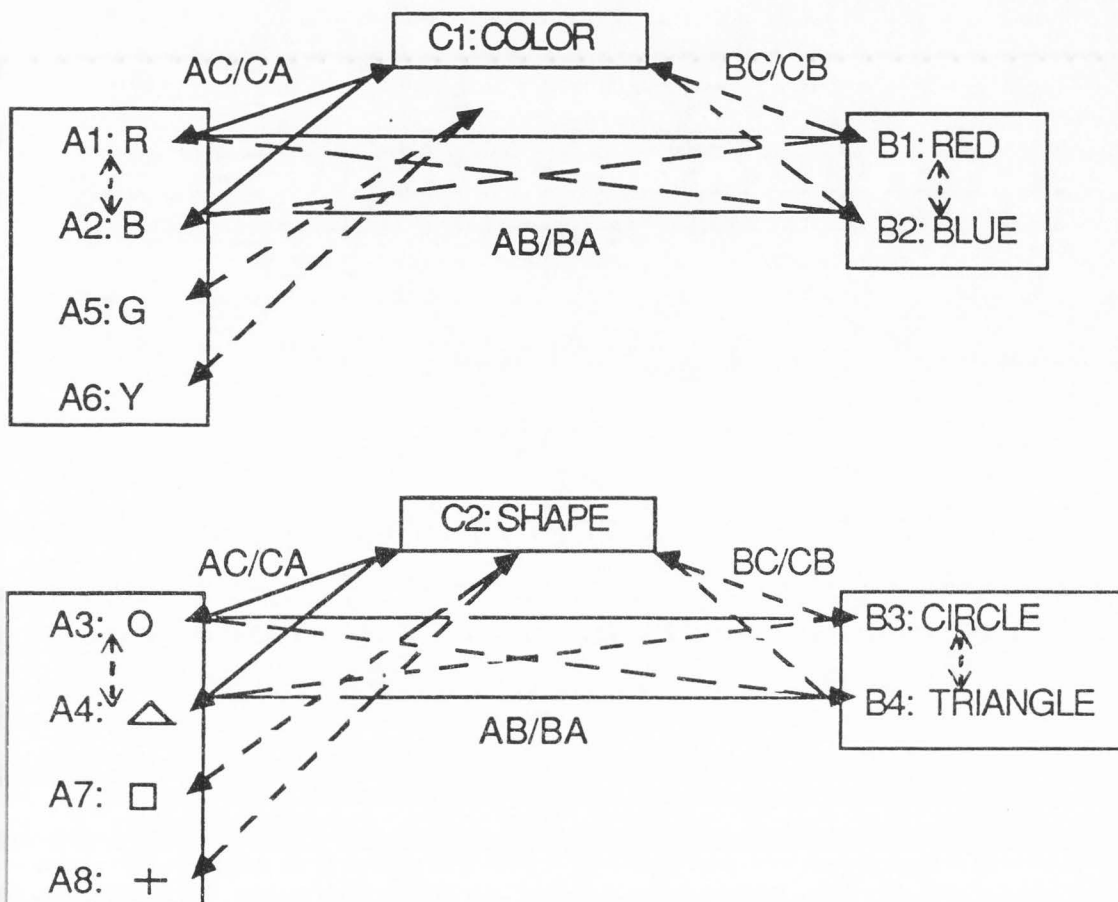 C1: COLOR
AC/CA
BC/CB
A1: R
B1: RED
A2: B
B2: BLUE
AB/BA
A5: G
A6: Y
C2: SHAPE
AC/CA
BC/CB
A3: O
B3: CIRCLE
A4:
B4: TRIANGLE
AB/BA
A7:
A8: +